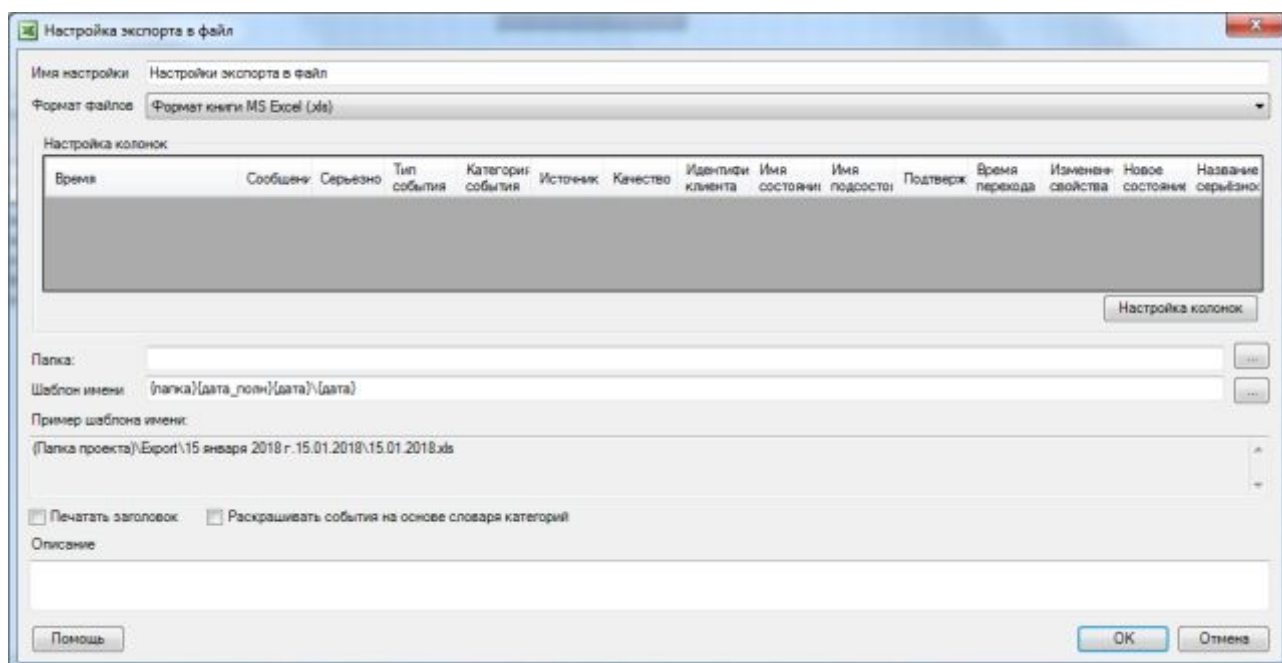 Настройка экспорта в файл
Имя настройки Настройки экспорта в файл
Формат файлов Формат книги MS Excel (.xls)
Настройка колонок
Время Сообщени Серьезно Тип события Категория события Источник Качество Идентифи клиента Имя состояни Имя подсостоя Подтверж Время перехода Изменен свойства Новое состояние Название серьёзнос
Настройка колонок
Папка: ...
Шаблон имени {папка}{дата_полн}{дата}\{дата} ...
Пример шаблона имени:
{Папка проекта}\Export\15 января 2018 г.15.01.2018\15.01.2018.xls
Печатать заголовок Раскрашивать события на основе словаря категорий
Описание
Помощь OK Отмена